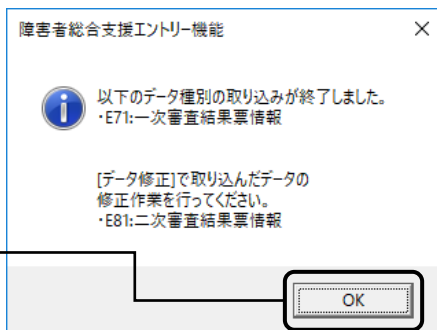 障害者総合支援エントリー機能
以下のデータ種別の取り込みが終了しました。
・E71:一次審査結果票情報
[データ修正]で取り込んだデータの
修正作業を行ってください。
・E81:二次審査結果票情報
OK